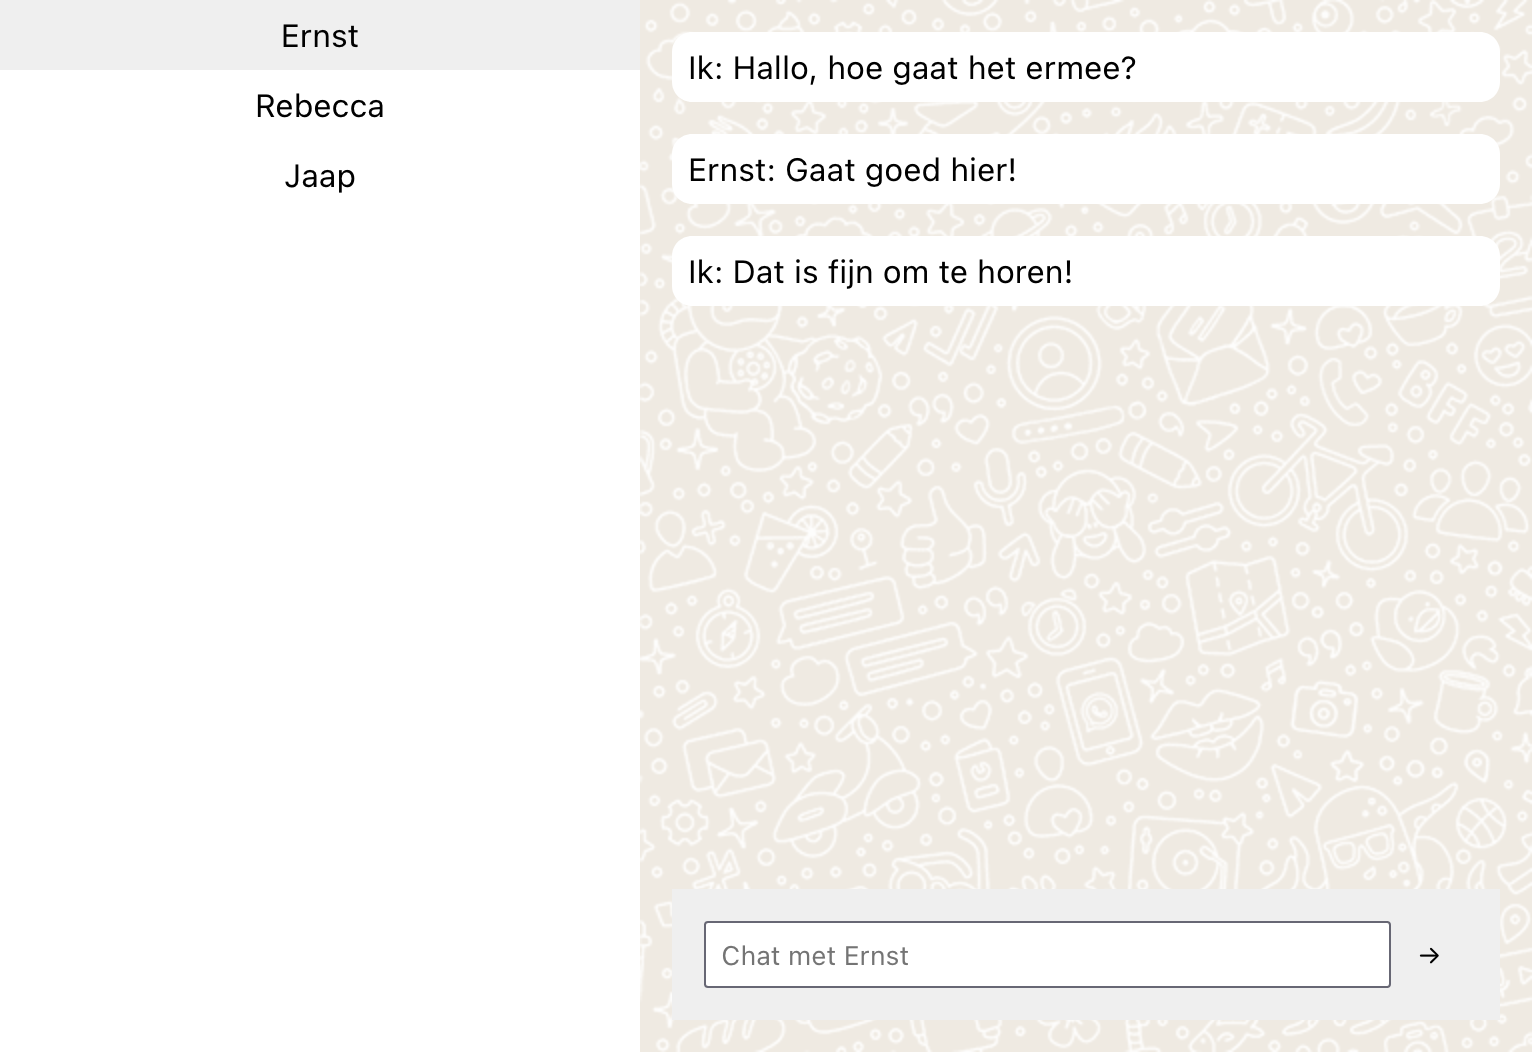 Ernst
Rebecca
Jaap
Ik: Hallo, hoe gaat het ermee?
Ernst: Gaat goed hier!
Ik: Dat is fijn om te horen!
BFF
Chat met Ernst
→